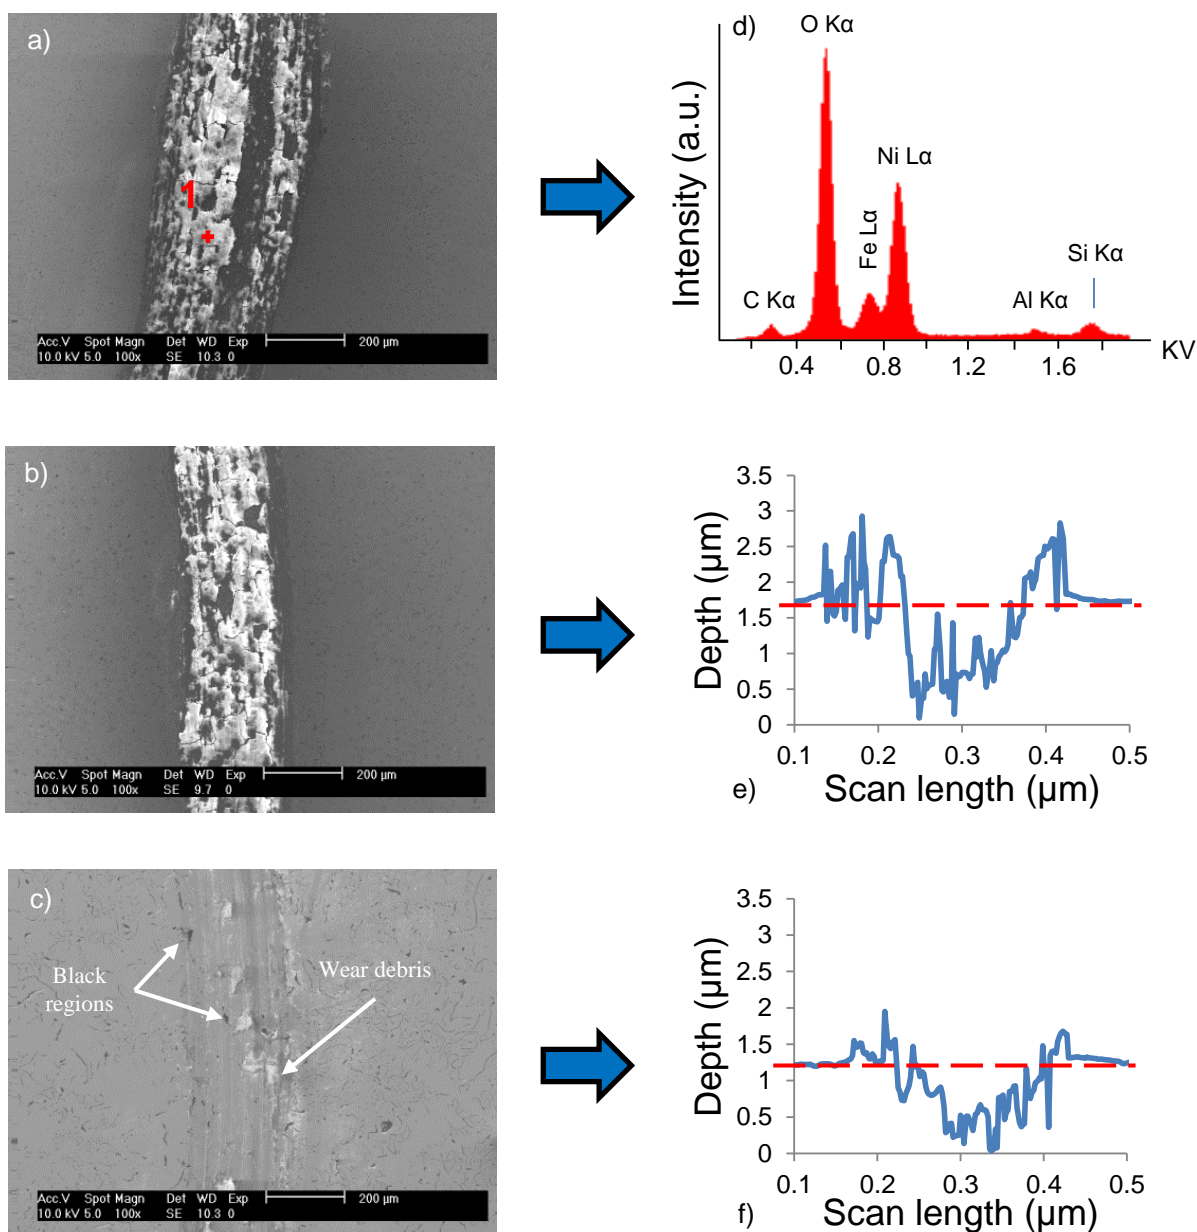 a)
1
Acc.V Spot Magn Det WD Exp 200 µm
10.0 kV 5.0 100x SE 10.3 0
d)
O Kα
Ni Lα
Fe Lα
Si Kα
C Kα
Al Kα
Intensity (a.u.)
0.4 0.8 1.2 1.6
KV
b)
Acc.V Spot Magn Det WD Exp 200 µm
10.0 kV 5.0 100x SE 9.7 0
3.5
3
2.5
2
1.5
1
0.5
0
Depth (µm)
0.1 0.2 0.3 0.4 0.5
e) Scan length (µm)
c)
Black
regions
Wear debris
Acc.V Spot Magn Det WD Exp 200 µm
10.0 kV 5.0 100x SE 10.3 0
3.5
3
2.5
2
1.5
1
0.5
0
Depth (µm)
0.1 0.2 0.3 0.4 0.5
f) Scan length (µm)